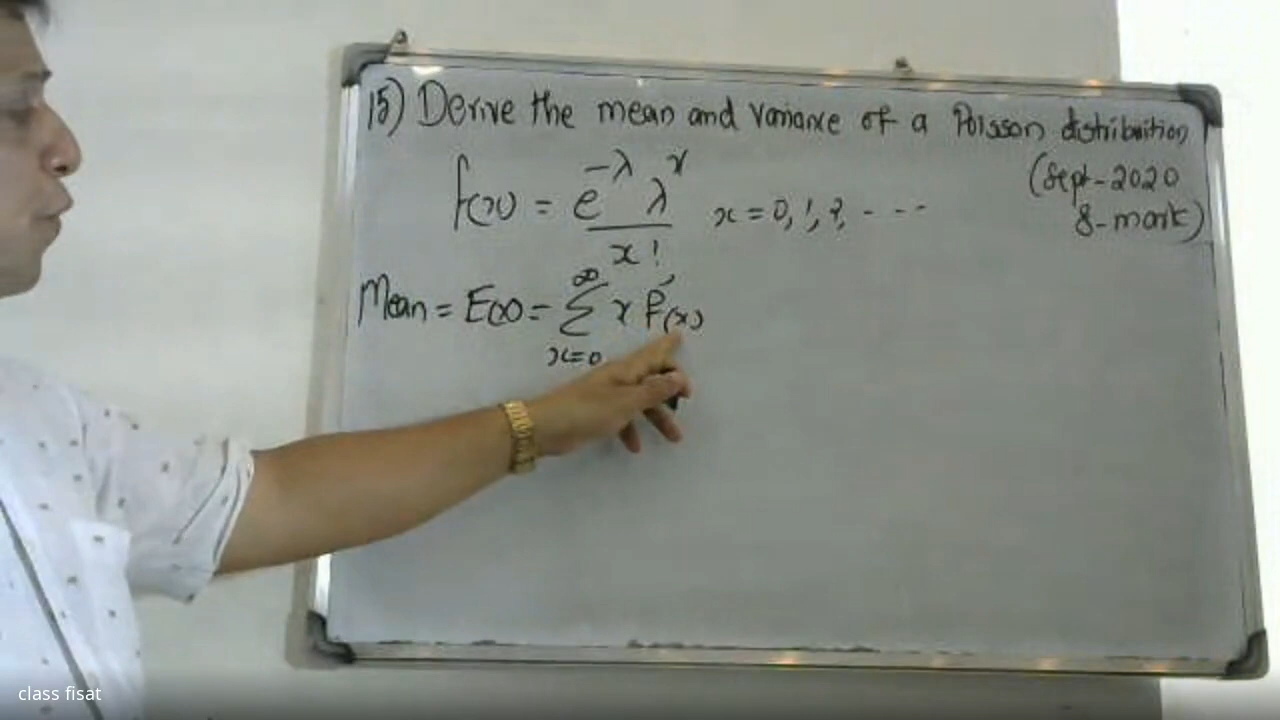 15) Derive the mean and variance of a Poisson distribution
(Sept-2020
8-mark)
f(x) = e^{-λ} λ^x / x! x = 0, 1, 2, - - - -
Mean = E(x) = ∑_{x=0}^{∞} x f(x)
class fisat